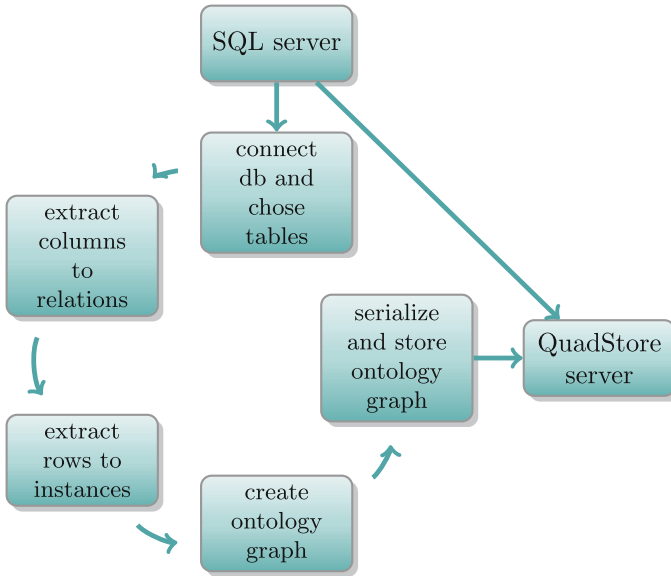 SQL server
connect
db and
chose
tables
extract
columns
to
relations
extract
rows to
instances
create
ontology
graph
serialize
and store
ontology
graph
QuadStore
server